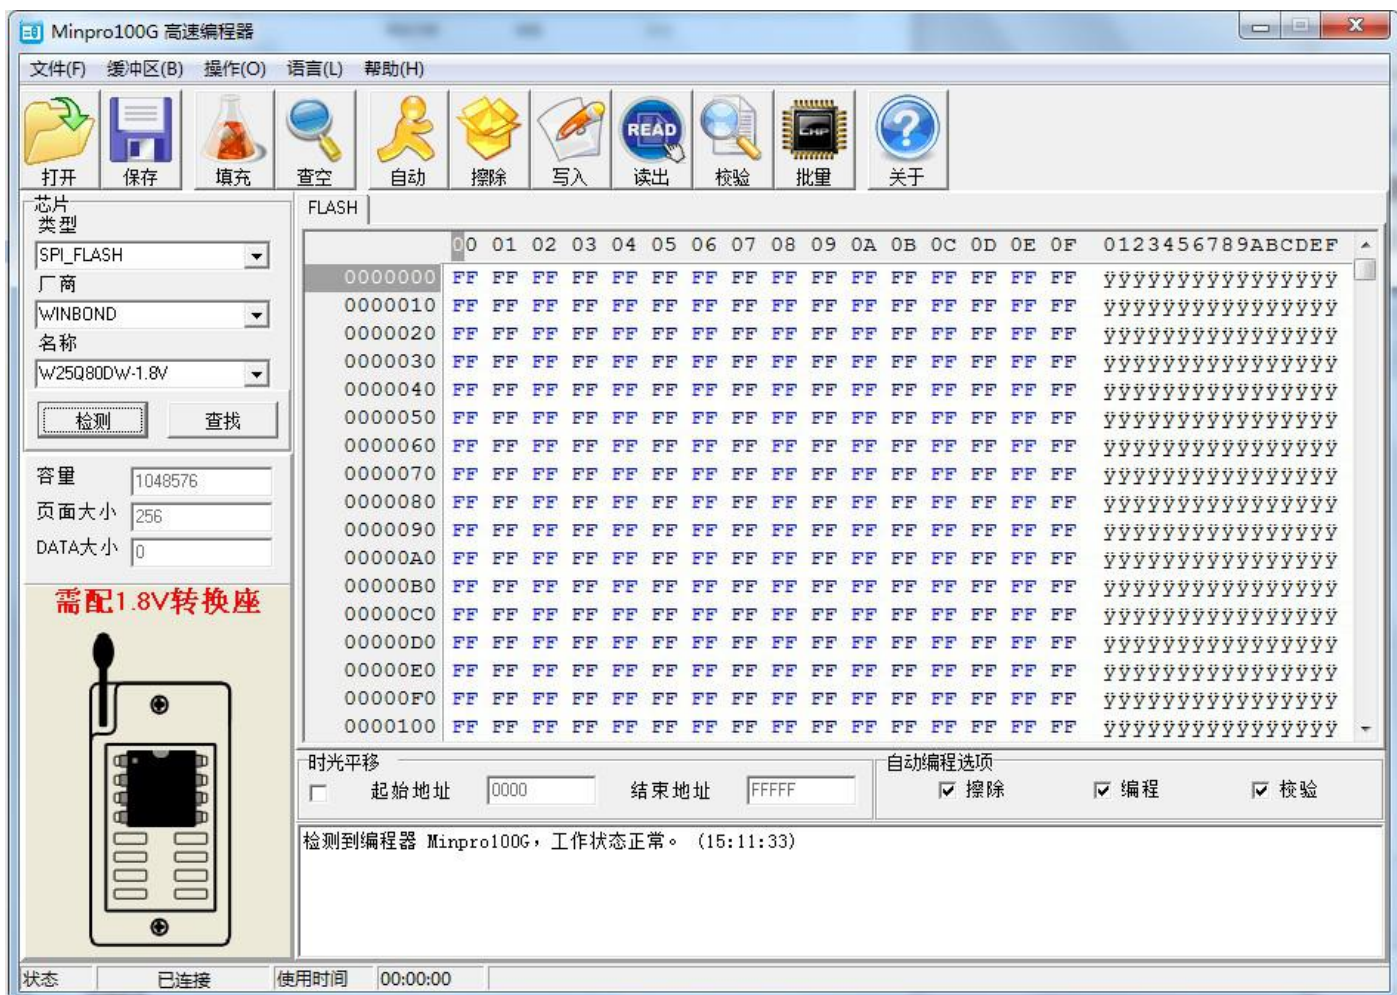 Minpro100G 高速编程器
文件(F) 缓冲区(B) 操作(O) 语言(L) 帮助(H)
READ CHP
打开 保存 填充 查空 自动 擦除 写入 读出 校验 批量 关于
芯片
类型
SPI_FLASH
厂商
WINBOND
名称
W25Q80DW-1.8V
检测 查找
容量 1048576
页面大小 256
DATA大小 0
需配1.8V转换座
FLASH
00 01 02 03 04 05 06 07 08 09 0A 0B 0C 0D 0E 0F 0123456789ABCDEF
0000000 FF FF FF FF FF FF FF FF FF FF FF FF FF FF FF FF ÿÿÿÿÿÿÿÿÿÿÿÿÿÿÿÿ
0000010 FF FF FF FF FF FF FF FF FF FF FF FF FF FF FF FF ÿÿÿÿÿÿÿÿÿÿÿÿÿÿÿÿ
0000020 FF FF FF FF FF FF FF FF FF FF FF FF FF FF FF FF ÿÿÿÿÿÿÿÿÿÿÿÿÿÿÿÿ
0000030 FF FF FF FF FF FF FF FF FF FF FF FF FF FF FF FF ÿÿÿÿÿÿÿÿÿÿÿÿÿÿÿÿ
0000040 FF FF FF FF FF FF FF FF FF FF FF FF FF FF FF FF ÿÿÿÿÿÿÿÿÿÿÿÿÿÿÿÿ
0000050 FF FF FF FF FF FF FF FF FF FF FF FF FF FF FF FF ÿÿÿÿÿÿÿÿÿÿÿÿÿÿÿÿ
0000060 FF FF FF FF FF FF FF FF FF FF FF FF FF FF FF FF ÿÿÿÿÿÿÿÿÿÿÿÿÿÿÿÿ
0000070 FF FF FF FF FF FF FF FF FF FF FF FF FF FF FF FF ÿÿÿÿÿÿÿÿÿÿÿÿÿÿÿÿ
0000080 FF FF FF FF FF FF FF FF FF FF FF FF FF FF FF FF ÿÿÿÿÿÿÿÿÿÿÿÿÿÿÿÿ
0000090 FF FF FF FF FF FF FF FF FF FF FF FF FF FF FF FF ÿÿÿÿÿÿÿÿÿÿÿÿÿÿÿÿ
00000A0 FF FF FF FF FF FF FF FF FF FF FF FF FF FF FF FF ÿÿÿÿÿÿÿÿÿÿÿÿÿÿÿÿ
00000B0 FF FF FF FF FF FF FF FF FF FF FF FF FF FF FF FF ÿÿÿÿÿÿÿÿÿÿÿÿÿÿÿÿ
00000C0 FF FF FF FF FF FF FF FF FF FF FF FF FF FF FF FF ÿÿÿÿÿÿÿÿÿÿÿÿÿÿÿÿ
00000D0 FF FF FF FF FF FF FF FF FF FF FF FF FF FF FF FF ÿÿÿÿÿÿÿÿÿÿÿÿÿÿÿÿ
00000E0 FF FF FF FF FF FF FF FF FF FF FF FF FF FF FF FF ÿÿÿÿÿÿÿÿÿÿÿÿÿÿÿÿ
00000F0 FF FF FF FF FF FF FF FF FF FF FF FF FF FF FF FF ÿÿÿÿÿÿÿÿÿÿÿÿÿÿÿÿ
0000100 FF FF FF FF FF FF FF FF FF FF FF FF FF FF FF FF ÿÿÿÿÿÿÿÿÿÿÿÿÿÿÿÿ
时光平移
起始地址 0000 结束地址 FFFFF
自动编程选项
擦除 编程 校验
检测到编程器 Minpro100G，工作状态正常。 (15:11:33)
状态 已连接 使用时间 00:00:00